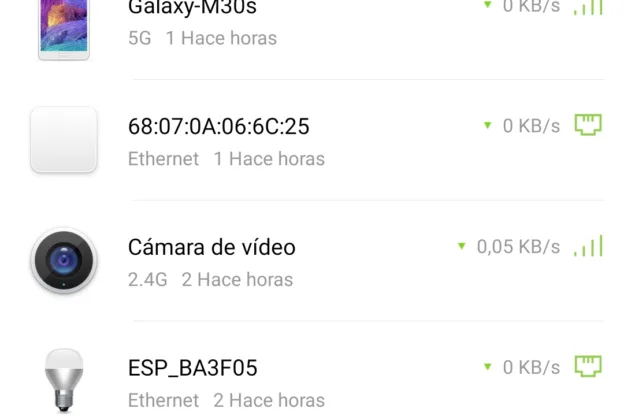 Galaxy-M30s
0 KB/s
5G 1 Hace horas
68:07:0A:06:6C:25
0 KB/s
Ethernet 1 Hace horas
Cámara de vídeo
0,05 KB/s
2.4G 2 Hace horas
ESP_BA3F05
0 KB/s
Ethernet 2 Hace horas